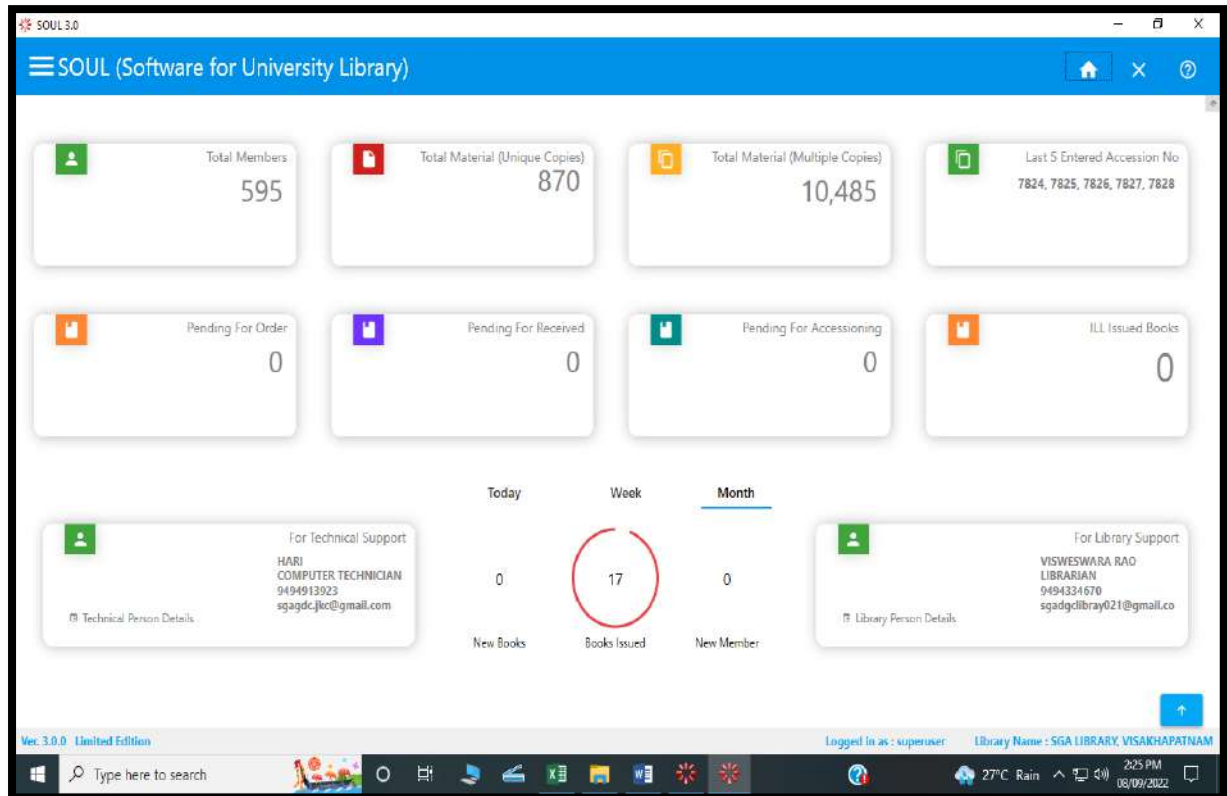 SOUL 3.0
SOUL (Software for University Library)
Total Members
595
Total Material (Unique Copies)
870
Total Material (Multiple Copies)
10,485
Last 5 Entered Accession No
7824, 7825, 7826, 7827, 7828
Pending For Order
0
Pending For Received
0
Pending For Accessioning
0
ILL Issued Books
0
Today Week Month
For Technical Support
HARI
COMPUTER TECHNICIAN
9494913923
sgagdc.jkc@gmail.com
Technical Person Details
0 17 0
New Books Books Issued New Member
For Library Support
VISWESWARA RAO
LIBRARIAN
9494334670
sgadgclibray021@gmail.co
Library Person Details
Ver. 3.0.0 Limited Edition
Logged in as : superuser Library Name : SGA LIBRARY, VISAKHAPATNAM
Type here to search
27°C Rain
2:25 PM
08/09/2022